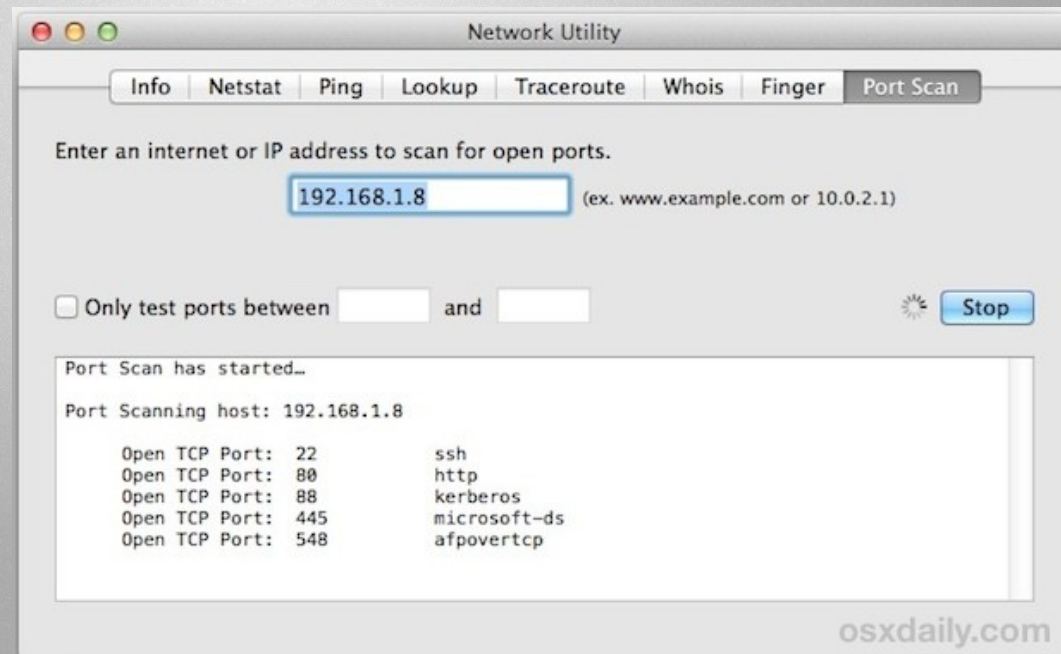 Network Utility
Info Netstat Ping Lookup Traceroute Whois Finger Port Scan
Enter an internet or IP address to scan for open ports.
192.168.1.8 (ex. www.example.com or 10.0.2.1)
Only test ports between and Stop
Port Scan has started…
Port Scanning host: 192.168.1.8
Open TCP Port: 22 ssh
Open TCP Port: 80 http
Open TCP Port: 88 kerberos
Open TCP Port: 445 microsoft-ds
Open TCP Port: 548 afpovertcp
osxdaily.com